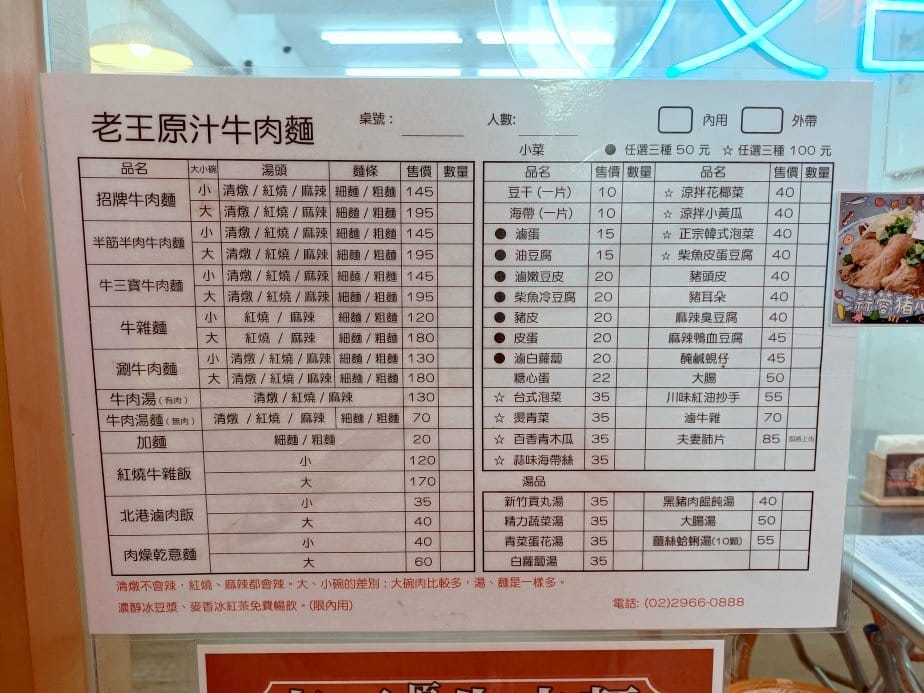 老王原汁牛肉麵 桌號： 人數： 內用 外帶
品名 大小碗 湯頭 麵條 售價 數量
招牌牛肉麵 小 清燉 / 紅燒 / 麻辣 細麵 / 粗麵 145
大 清燉 / 紅燒 / 麻辣 細麵 / 粗麵 195
半筋半肉牛肉麵 小 清燉 / 紅燒 / 麻辣 細麵 / 粗麵 145
大 清燉 / 紅燒 / 麻辣 細麵 / 粗麵 195
牛三寶牛肉麵 小 清燉 / 紅燒 / 麻辣 細麵 / 粗麵 145
大 清燉 / 紅燒 / 麻辣 細麵 / 粗麵 195
牛雜麵 小 紅燒 / 麻辣 細麵 / 粗麵 120
大 紅燒 / 麻辣 細麵 / 粗麵 180
涮牛肉麵 小 清燉 / 紅燒 / 麻辣 細麵 / 粗麵 130
大 清燉 / 紅燒 / 麻辣 細麵 / 粗麵 180
牛肉湯（有肉） 清燉 / 紅燒 / 麻辣 130
牛肉湯麵（無肉） 清燉 / 紅燒 / 麻辣 細麵 / 粗麵 70
加麵 細麵 / 粗麵 20
紅燒牛雜飯 小 120
大 170
北港滷肉飯 小 35
大 40
肉燥乾意麵 小 40
大 60
小菜 ● 任選三種 50 元 ☆ 任選三種 100 元
品名 售價 數量 品名 售價 數量
豆干（一片） 10 ☆ 涼拌花椰菜 40
海帶（一片） 10 ☆ 涼拌小黃瓜 40
● 滷蛋 15 ☆ 正宗韓式泡菜 40
● 油豆腐 15 ☆ 柴魚皮蛋豆腐 40
● 滷嫩豆皮 20 豬頭皮 40
● 柴魚冷豆腐 20 豬耳朵 40
● 豬皮 20 麻辣臭豆腐 40
● 皮蛋 20 麻辣鴨血豆腐 45
● 滷白蘿蔔 20 醃鹹蜆仔 45
糖心蛋 22 大腸 50
☆ 台式泡菜 35 川味紅油抄手 55
☆ 燙青菜 35 滷牛雜 70
☆ 百香青木瓜 35 夫妻肺片 85 即將上市
☆ 蒜味海帶絲 35
湯品
新竹貢丸湯 35 黑豬肉餛飩湯 40
精力蔬菜湯 35 大腸湯 50
青菜蛋花湯 35 薑絲蛤蜊湯(10顆) 55
白蘿蔔湯 35
清燉不會辣，紅燒、麻辣都會辣。大、小碗的差別：大碗肉比較多，湯、麵是一樣多。
濃醇冰豆漿、麥香冰紅茶免費暢飲。(限內用) 電話：(02)2966-0888